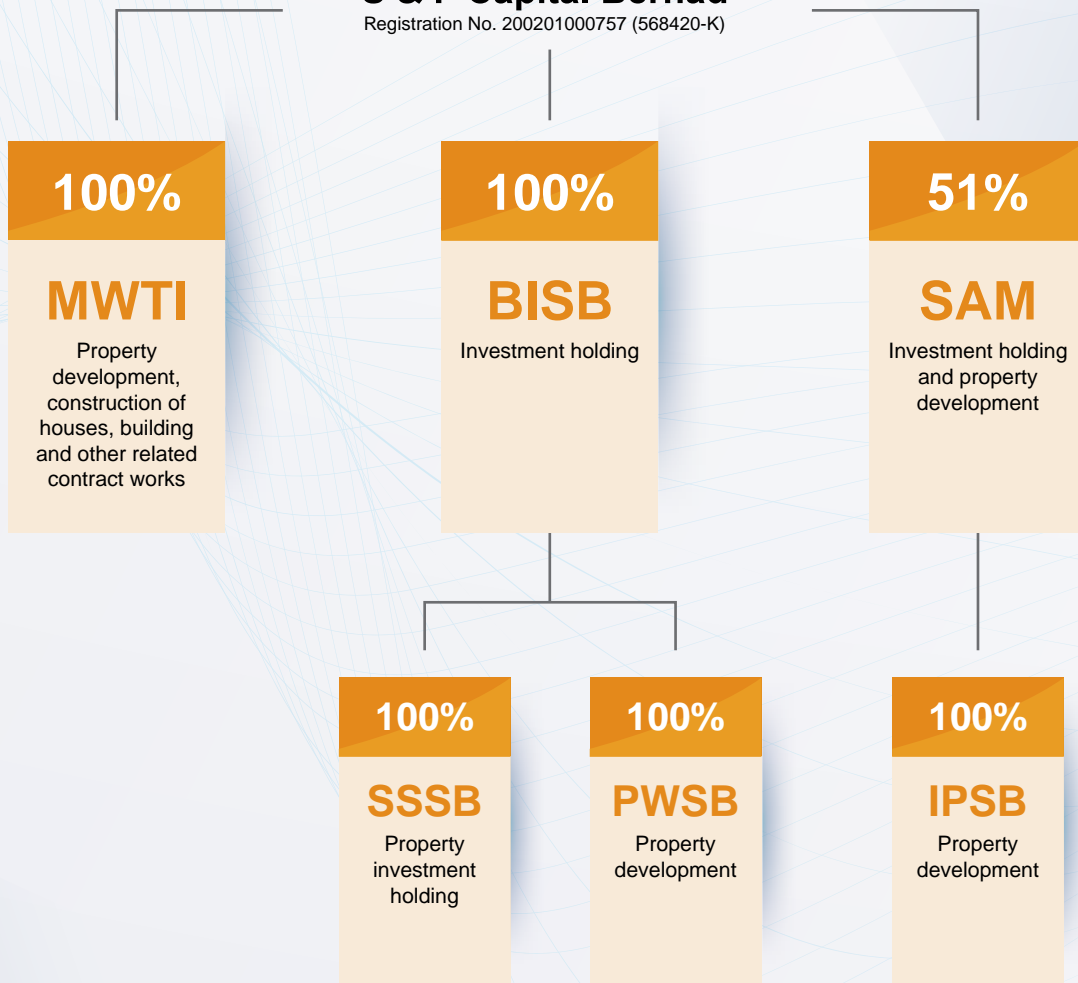 S & F Capital Berhad
Registration No. 200201000757 (568420-K)
100%
MWTI
Property
development,
construction of
houses, building
and other related
contract works
100%
BISB
Investment holding
51%
SAM
Investment holding
and property
development
100%
SSSB
Property
investment
holding
100%
PWSB
Property
development
100%
IPSB
Property
development